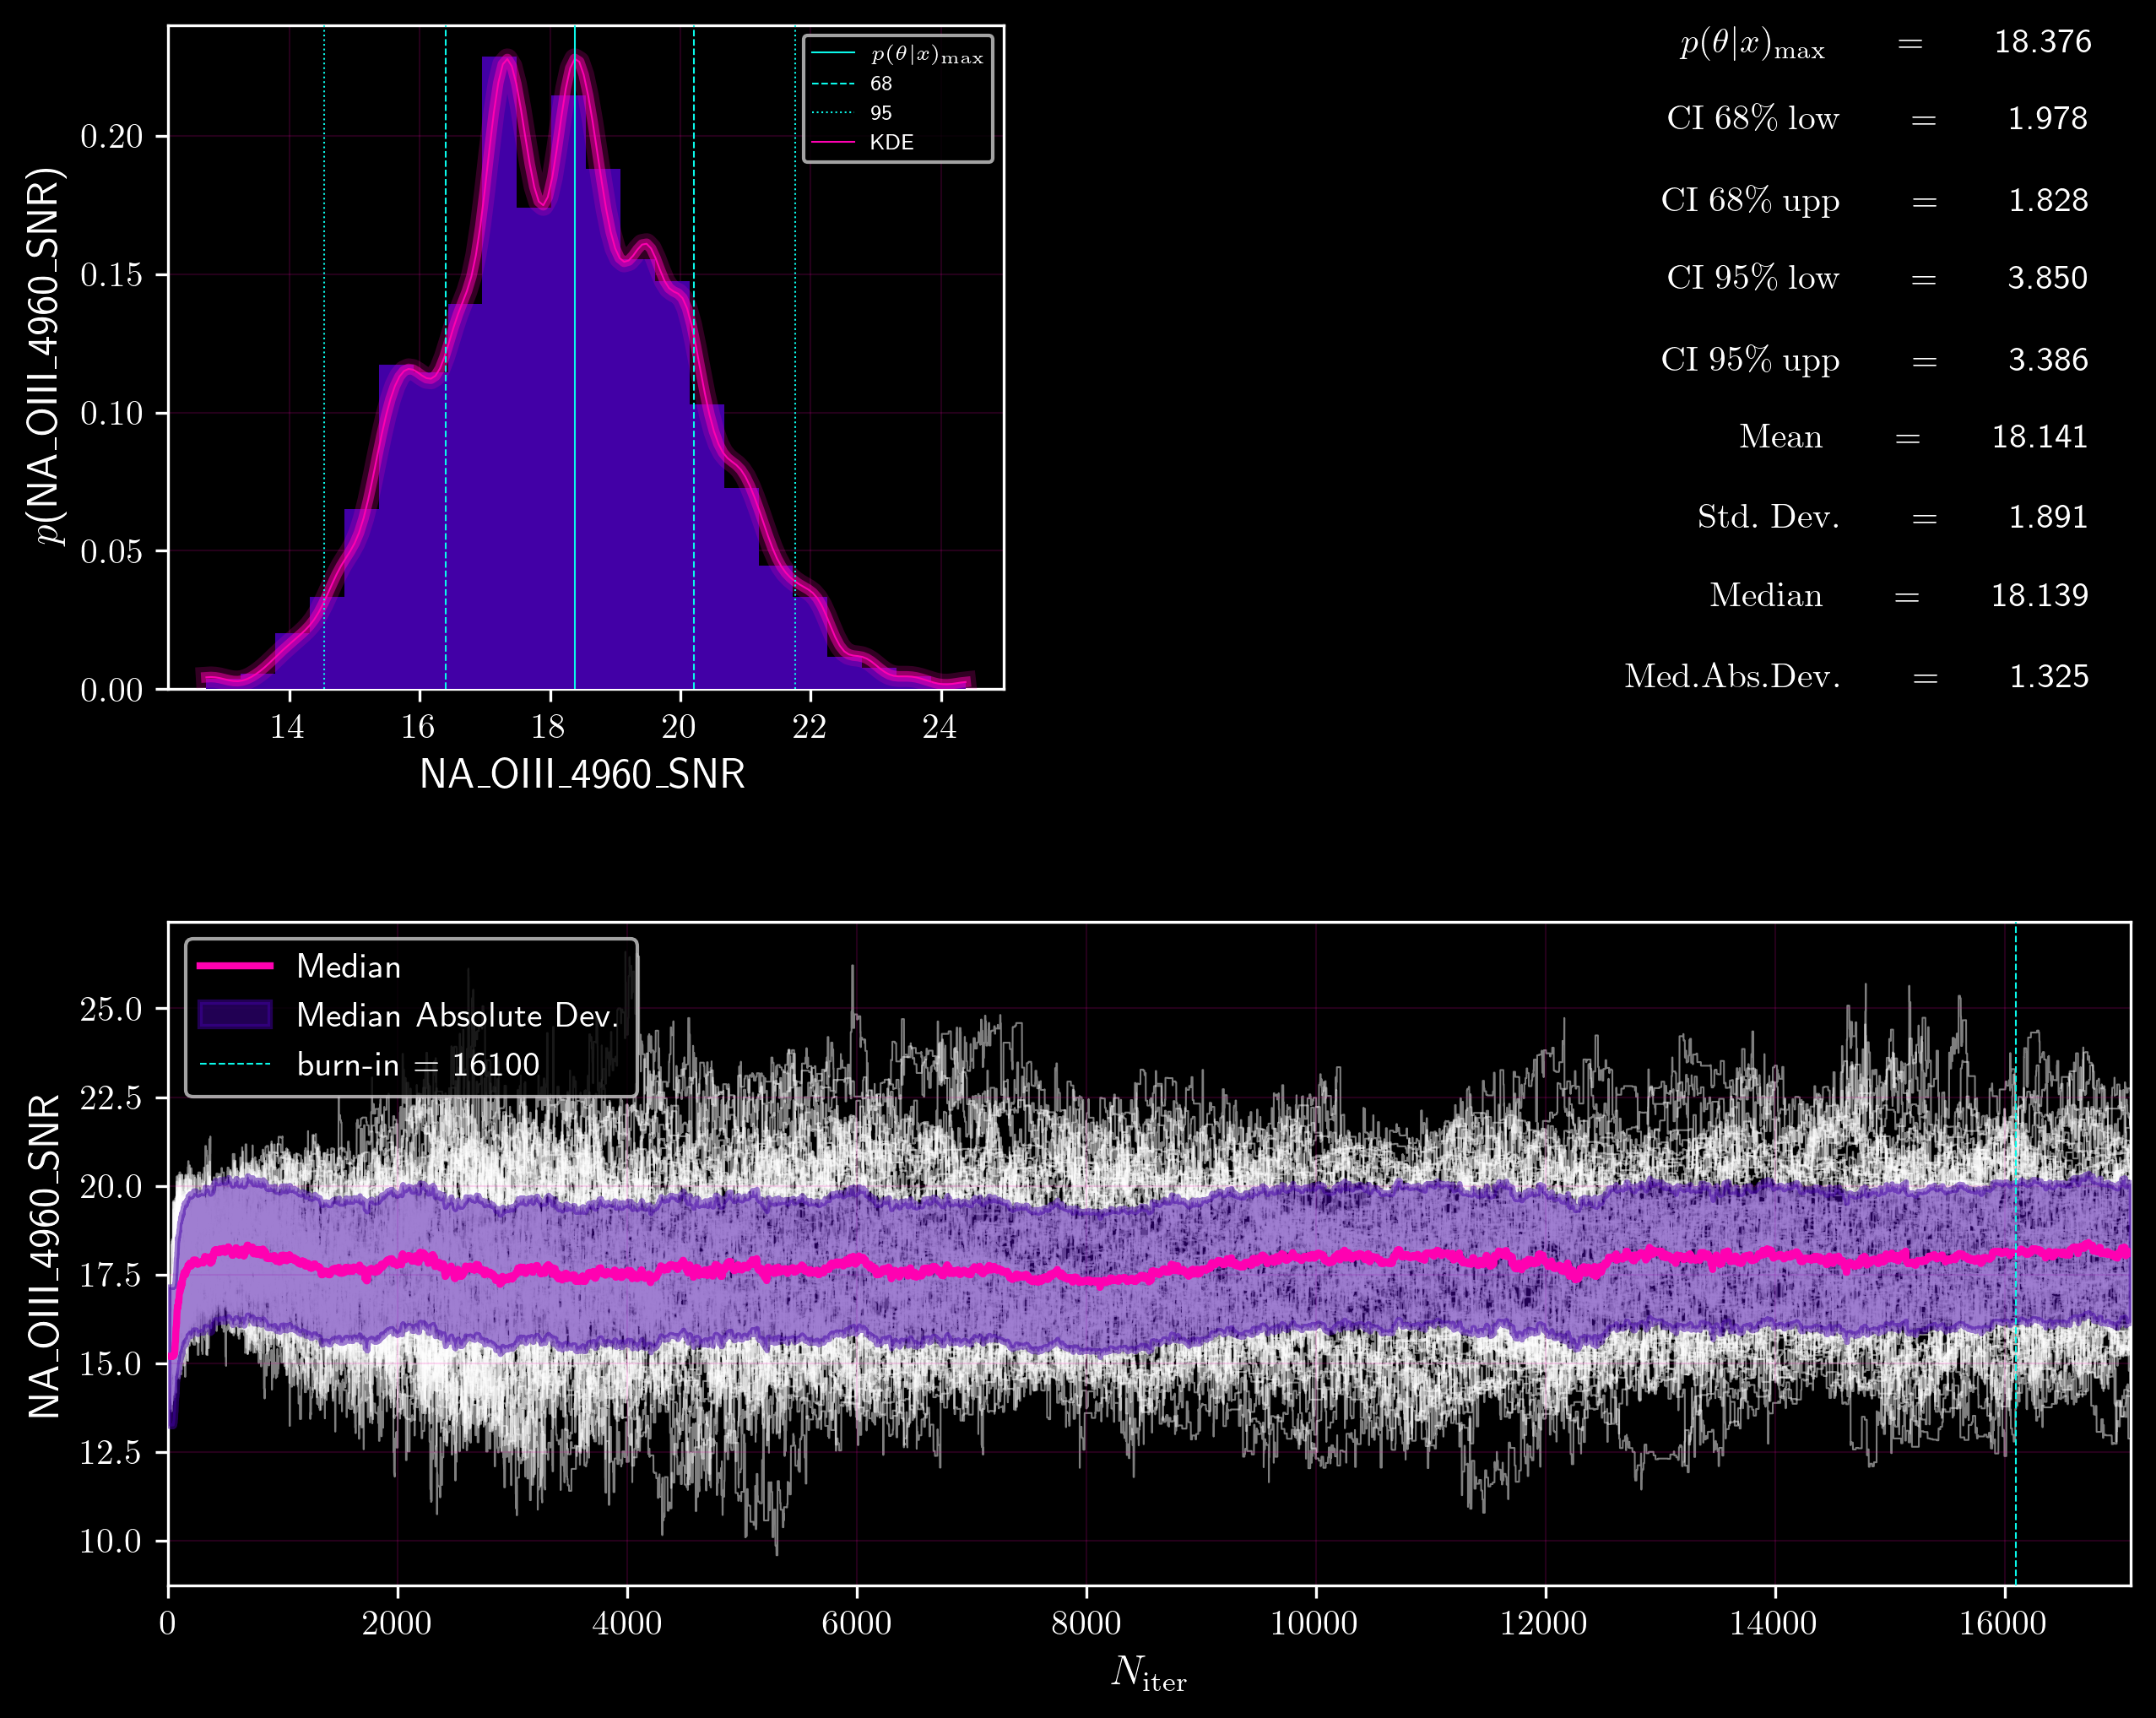 p(θ|x)max
68
95
KDE
0.20
0.15
0.10
0.05
0.00
p(NA_OIII_4960_SNR)
14 16 18 20 22 24
NA_OIII_4960_SNR
p(θ|x)max = 18.376
CI 68% low = 1.978
CI 68% upp = 1.828
CI 95% low = 3.850
CI 95% upp = 3.386
Mean = 18.141
Std. Dev. = 1.891
Median = 18.139
Med.Abs.Dev. = 1.325
Median
Median Absolute Dev.
burn-in = 16100
25.0
22.5
20.0
17.5
15.0
12.5
10.0
NA_OIII_4960_SNR
0 2000 4000 6000 8000 10000 12000 14000 16000
Niter